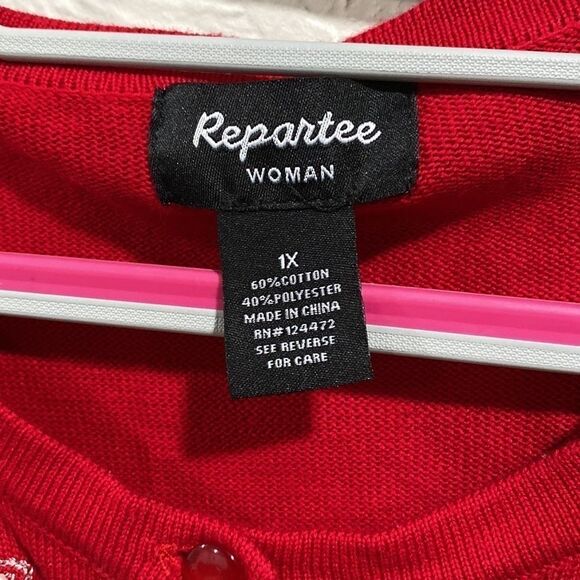 Repartee
WOMAN
1X
60%COTTON
40%POLYESTER
MADE IN CHINA
RN#124472
SEE REVERSE
FOR CARE